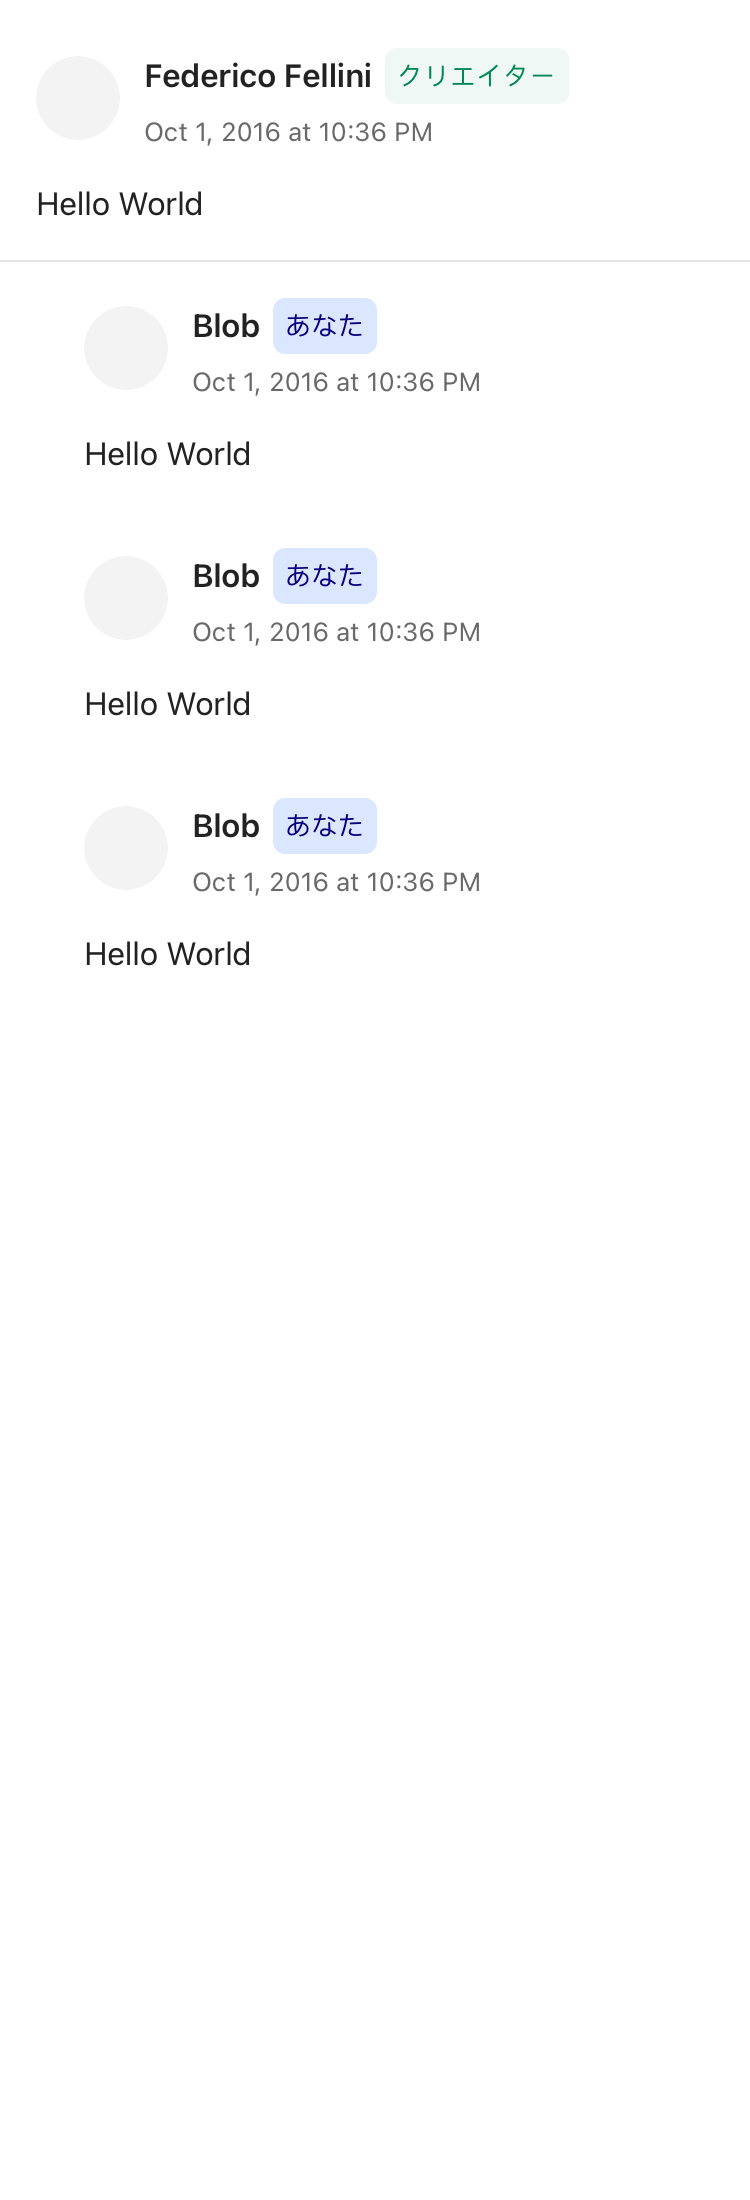 Federico Fellini クリエイター
Oct 1, 2016 at 10:36 PM
Hello World
Blob あなた
Oct 1, 2016 at 10:36 PM
Hello World
Blob あなた
Oct 1, 2016 at 10:36 PM
Hello World
Blob あなた
Oct 1, 2016 at 10:36 PM
Hello World